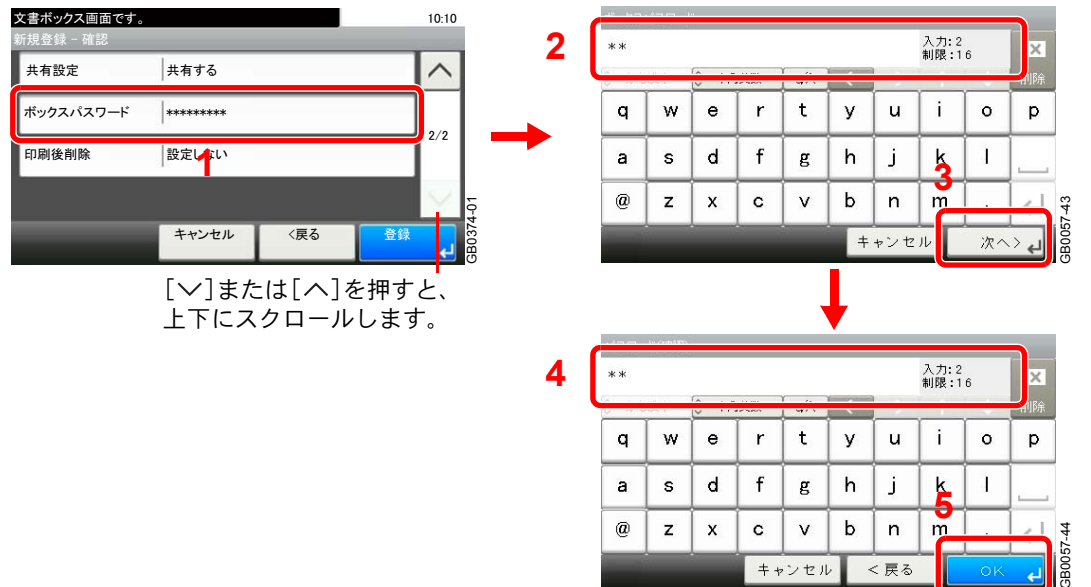 文書ボックス画面です。
10:10
新規登録 - 確認
共有設定
共有する
ボックスパスワード
*********
2/2
印刷後削除
設定しない
1
キャンセル
<戻る
登録
GB0374-01
[∨]または[∧]を押すと、
上下にスクロールします。
2
**
入力:2
制限:16
削除
q w e r t y u i o p
a s d f g h j k l
3
@ z x c v b n m .
キャンセル
次へ>
GB0057-43
4
**
入力:2
制限:16
削除
q w e r t y u i o p
a s d f g h j k l
5
@ z x c v b n m .
キャンセル
<戻る
OK
GB0057-44